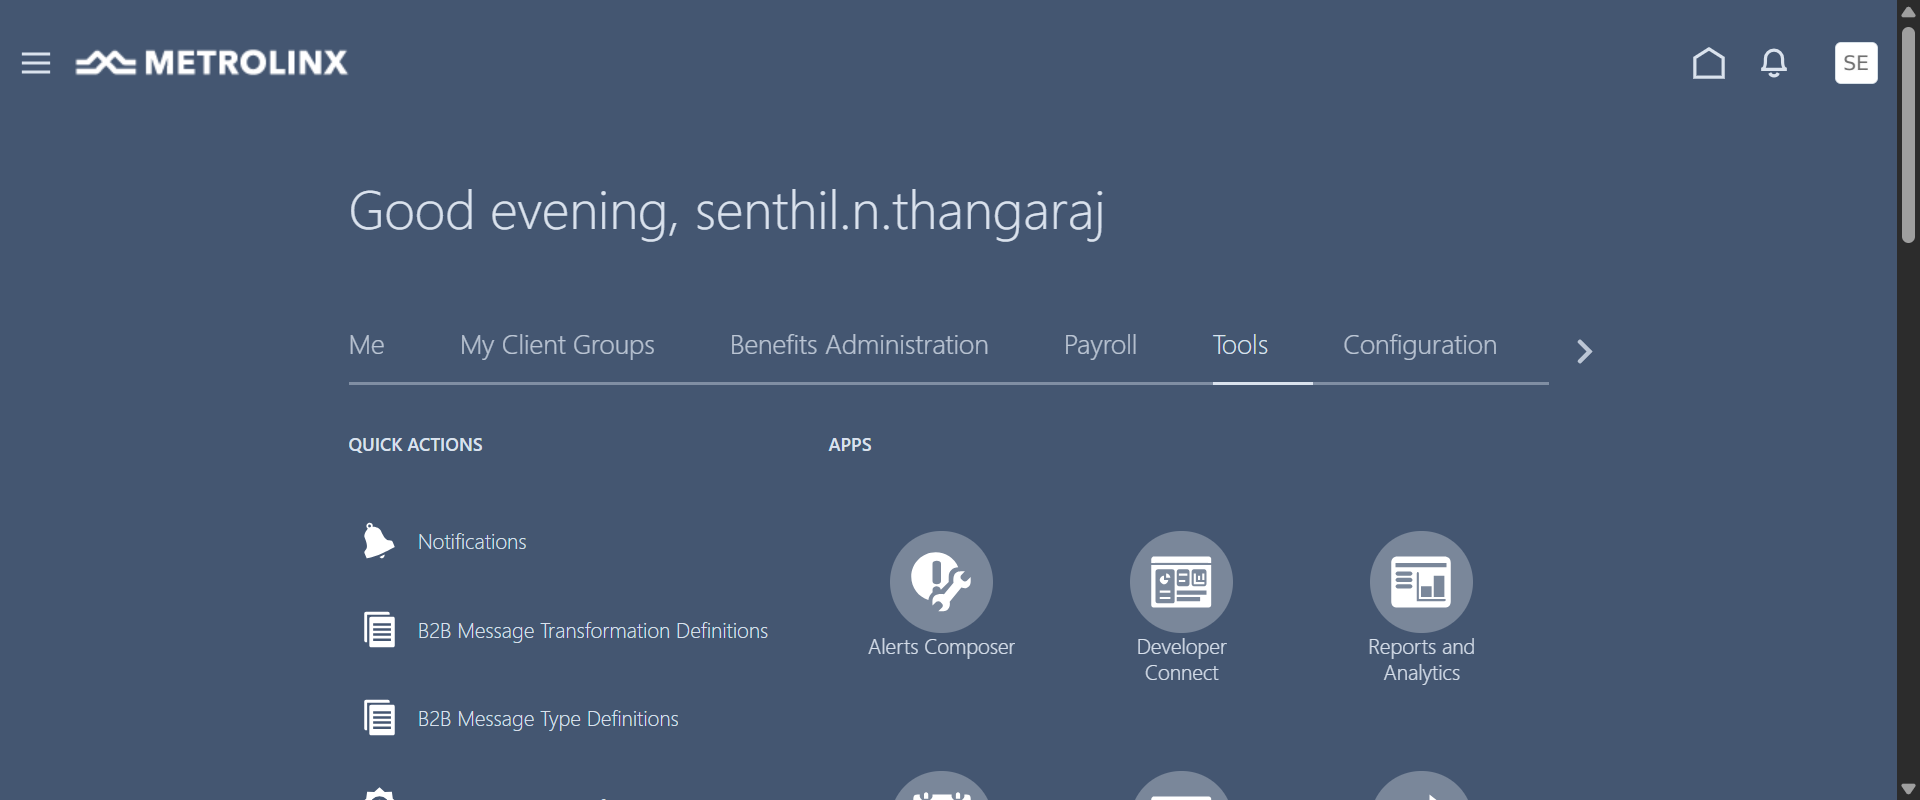 METROLINX
SE
Good evening, senthil.n.thangaraj
Me
My Client Groups
Benefits Administration
Payroll
Tools
Configuration
QUICK ACTIONS
APPS
Notifications
B2B Message Transformation Definitions
B2B Message Type Definitions
Alerts Composer
Developer
Connect
Reports and
Analytics